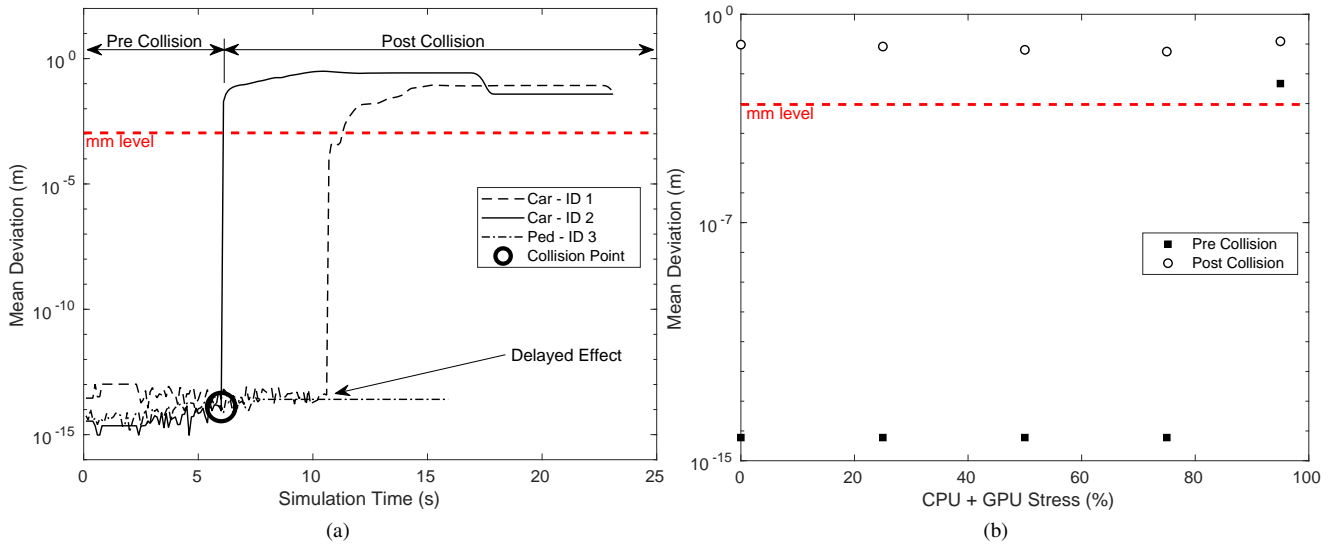 Pre Collision
Post Collision
10^0
10^-5
10^-10
10^-15
Mean Deviation (m)
mm level
Car - ID 1
Car - ID 2
Ped - ID 3
Collision Point
Delayed Effect
0
5
10
15
20
25
Simulation Time (s)
(a)
10^0
10^-7
10^-15
Mean Deviation (m)
mm level
Pre Collision
Post Collision
0
20
40
60
80
100
CPU + GPU Stress (%)
(b)